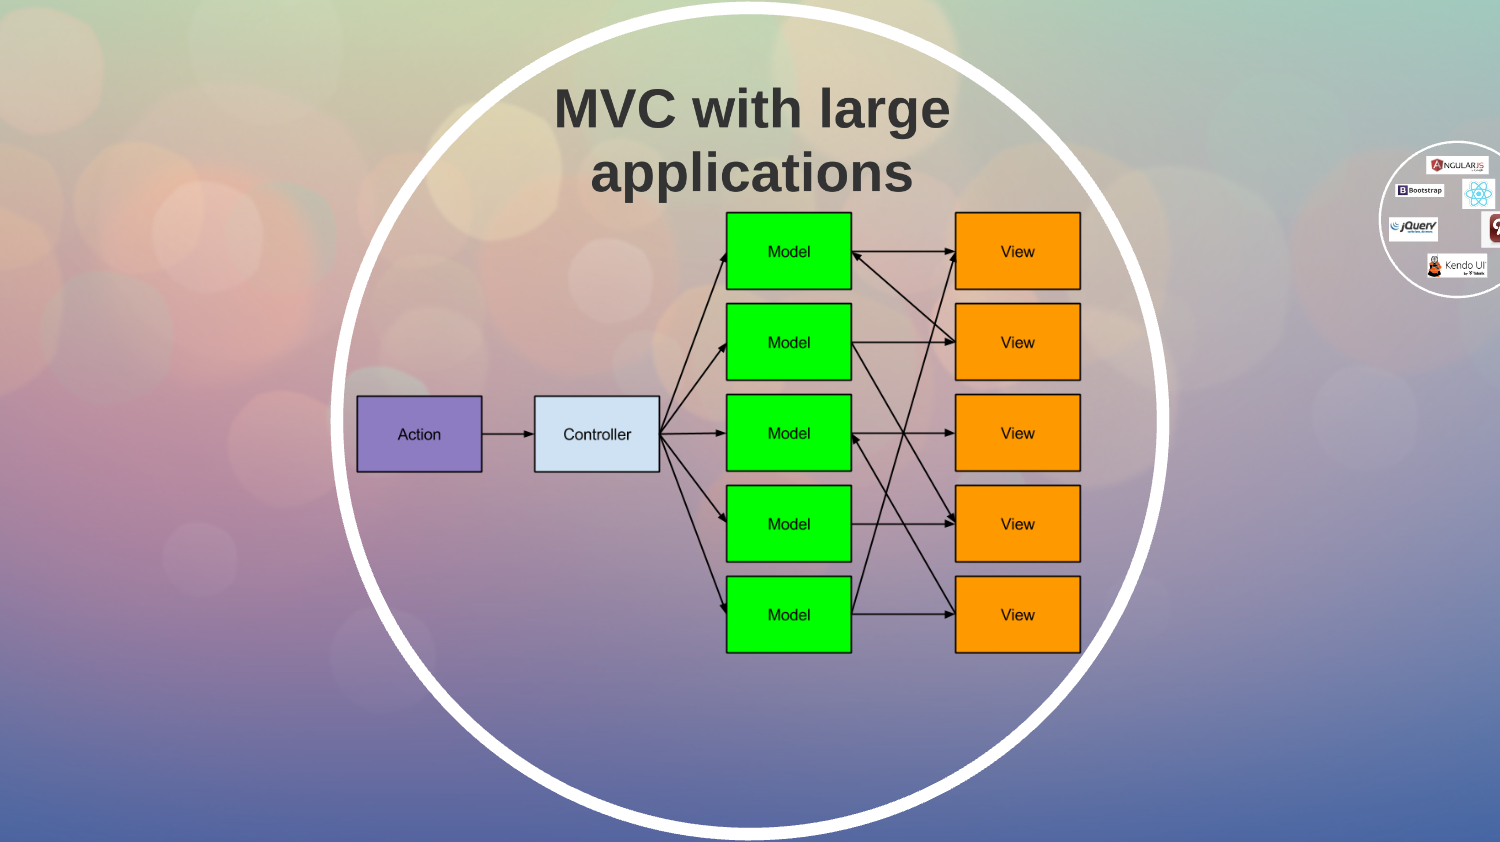 MVC with large
applications
Model
View
Model
View
Action
Controller
Model
View
Model
View
Model
View
ANGULARJS
Bootstrap
jQuery
Kendo UI